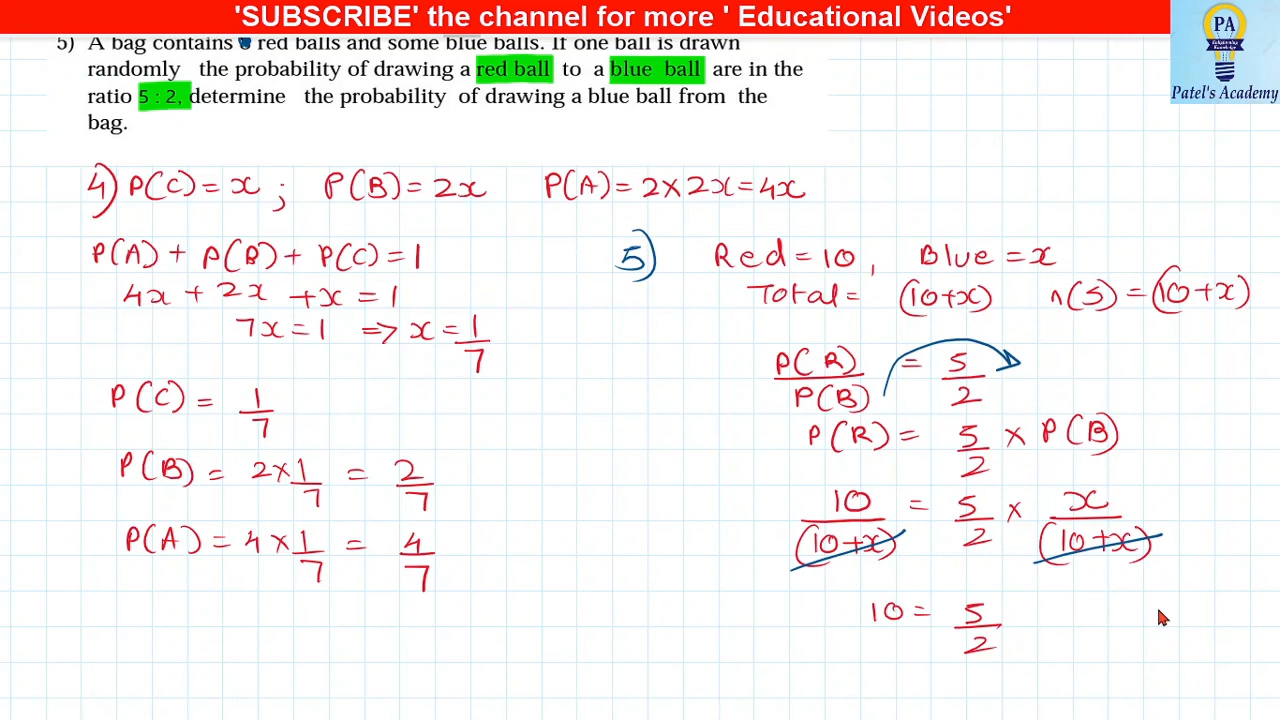 'SUBSCRIBE' the channel for more ' Educational Videos'
PA
Patel's Academy
5) A bag contains red balls and some blue balls. If one ball is drawn
randomly the probability of drawing a red ball to a blue ball are in the
ratio 5 : 2, determine the probability of drawing a blue ball from the
bag.
4) P(C) = x ; P(B) = 2x P(A) = 2 × 2x = 4x
P(A) + P(B) + P(C) = 1
4x + 2x + x = 1
7x = 1 => x = 1/7
P(C) = 1/7
P(B) = 2 × 1/7 = 2/7
P(A) = 4 × 1/7 = 4/7
5) Red = 10 , Blue = x
Total = (10+x) n(S) = (10+x)
P(R)/P(B) = 5/2
P(R) = 5/2 × P(B)
10/(10+x) = 5/2 × x/(10+x)
10 = 5/2